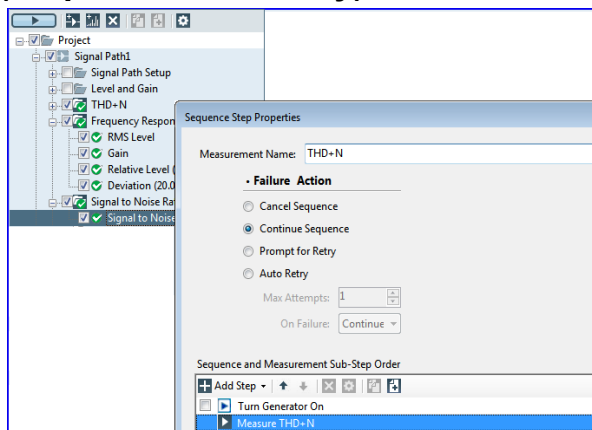 Project
Signal Path1
Signal Path Setup
Level and Gain
THD+N
Frequency Respon
RMS Level
Gain
Relative Level (
Deviation (20.0
Signal to Noise Ra
Signal to Noise
Sequence Step Properties
Measurement Name: THD+N
• Failure Action
Cancel Sequence
Continue Sequence
Prompt for Retry
Auto Retry
Max Attempts: 1
On Failure: Continue
Sequence and Measurement Sub-Step Order
Add Step
Turn Generator On
Measure THD+N